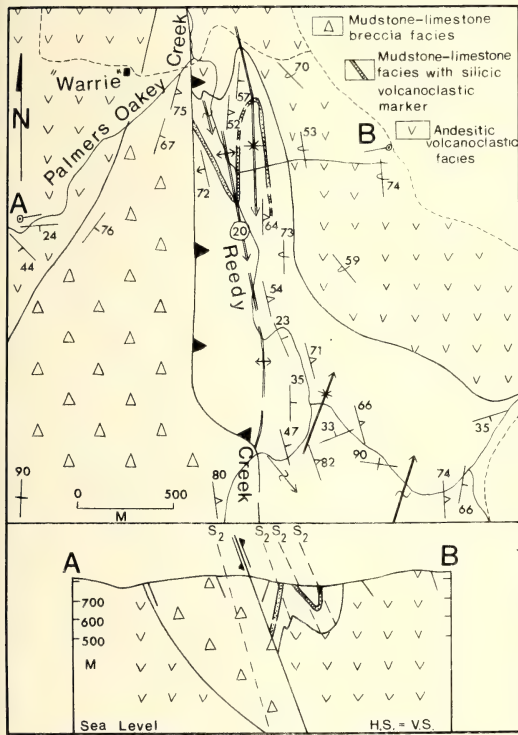 Mudstone-limestone
breccia facies
Mudstone-limestone
facies with silicic
volcanoclastic
marker
Andesitic
volcanoclastic
facies
"Warrie"
Palmers Oakey Creek
N
A
B
70
57
75
52
67
53
72
74
64
20
24
76
73
44
Reedy
59
54
23
71
35
66
33
35
47
90
82
74
80
66
90
Creek
0 500
M
S2 S2 S2 S2
A B
700
600
500
M
Sea Level
H.S. = V.S.